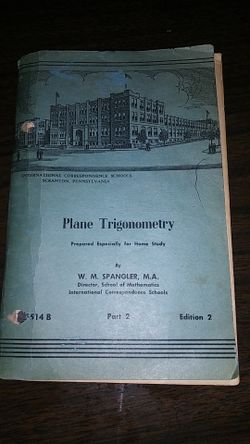 INTERNATIONAL CORRESPONDENCE SCHOOLS
SCRANTON, PENNSYLVANIA
Plane Trigonometry
Prepared Especially for Home Study
By
W. M. SPANGLER, M.A.
Director, School of Mathematics
International Correspondence Schools
5514 B Part 2 Edition 2